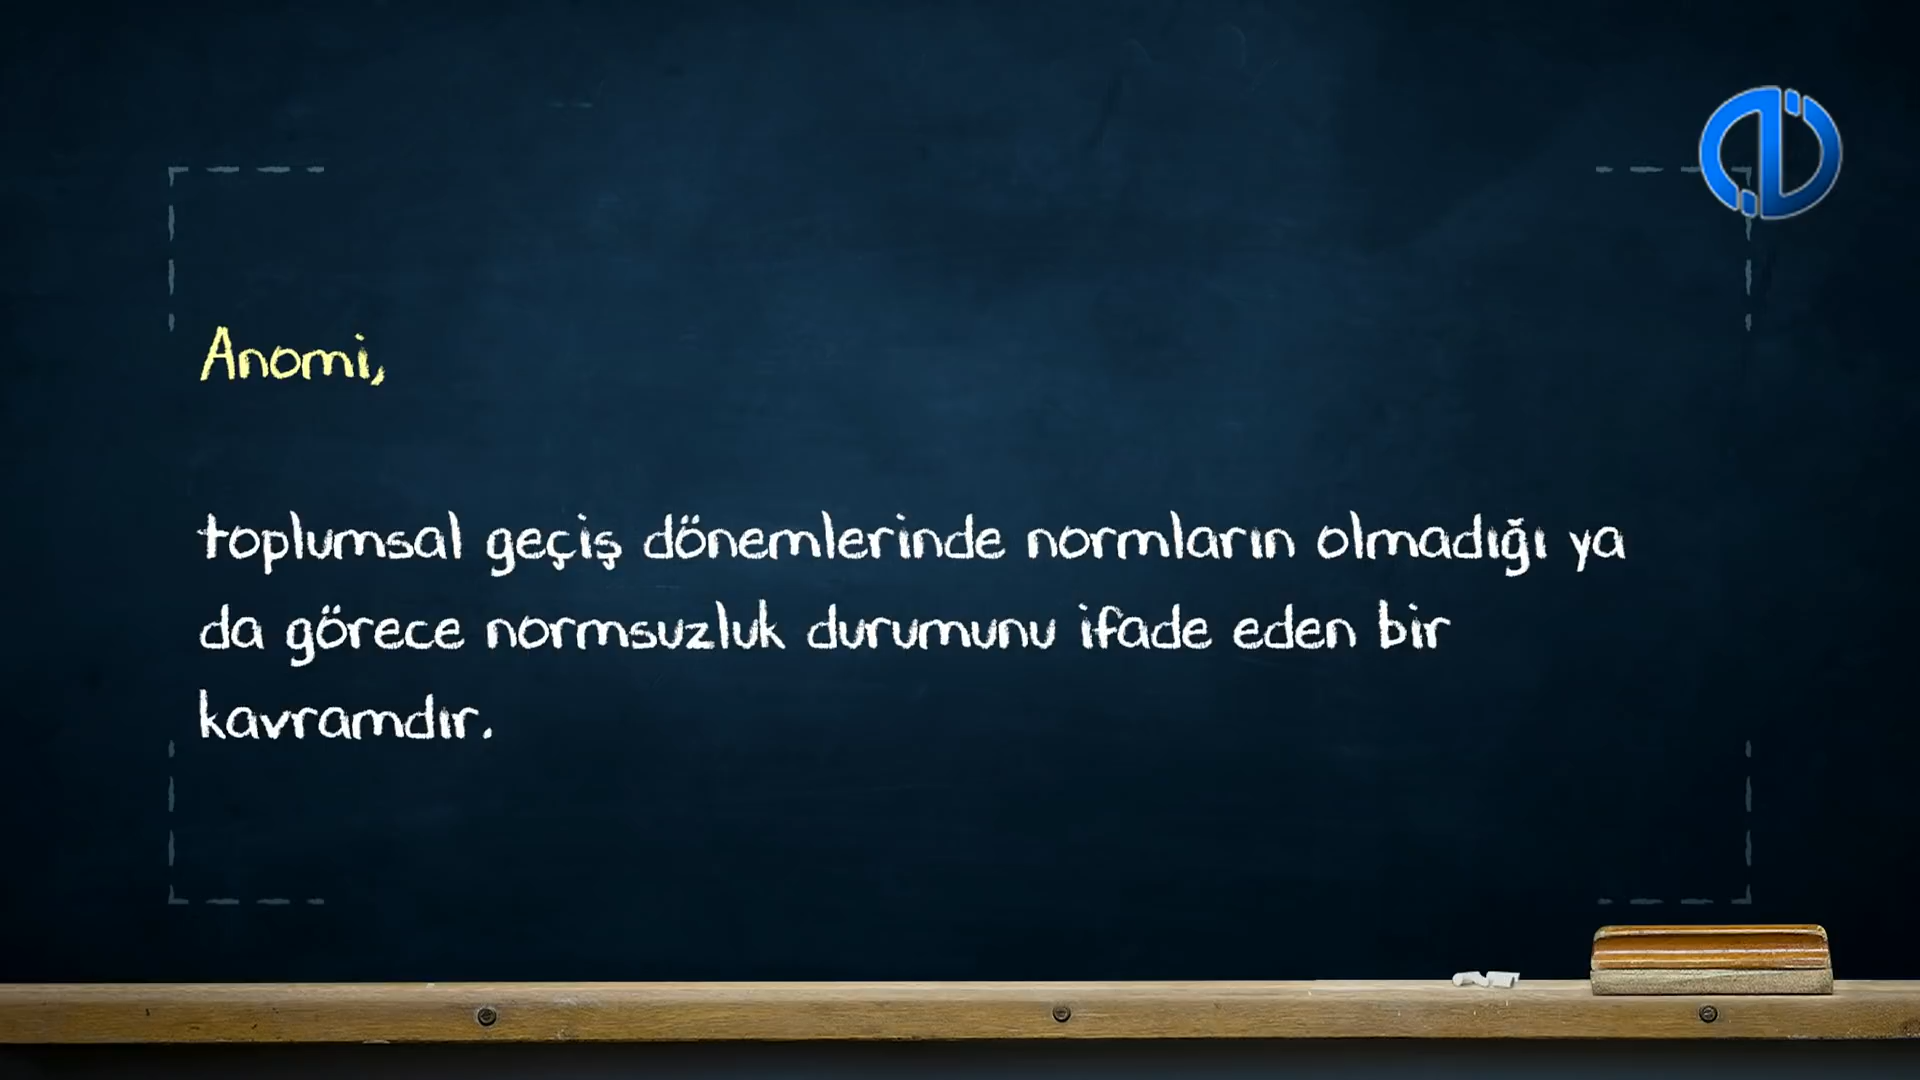 Anomi,
toplumsal geçiş dönemlerinde normların olmadığı ya
da görece normsuzluk durumunu ifade eden bir
kavramdır.